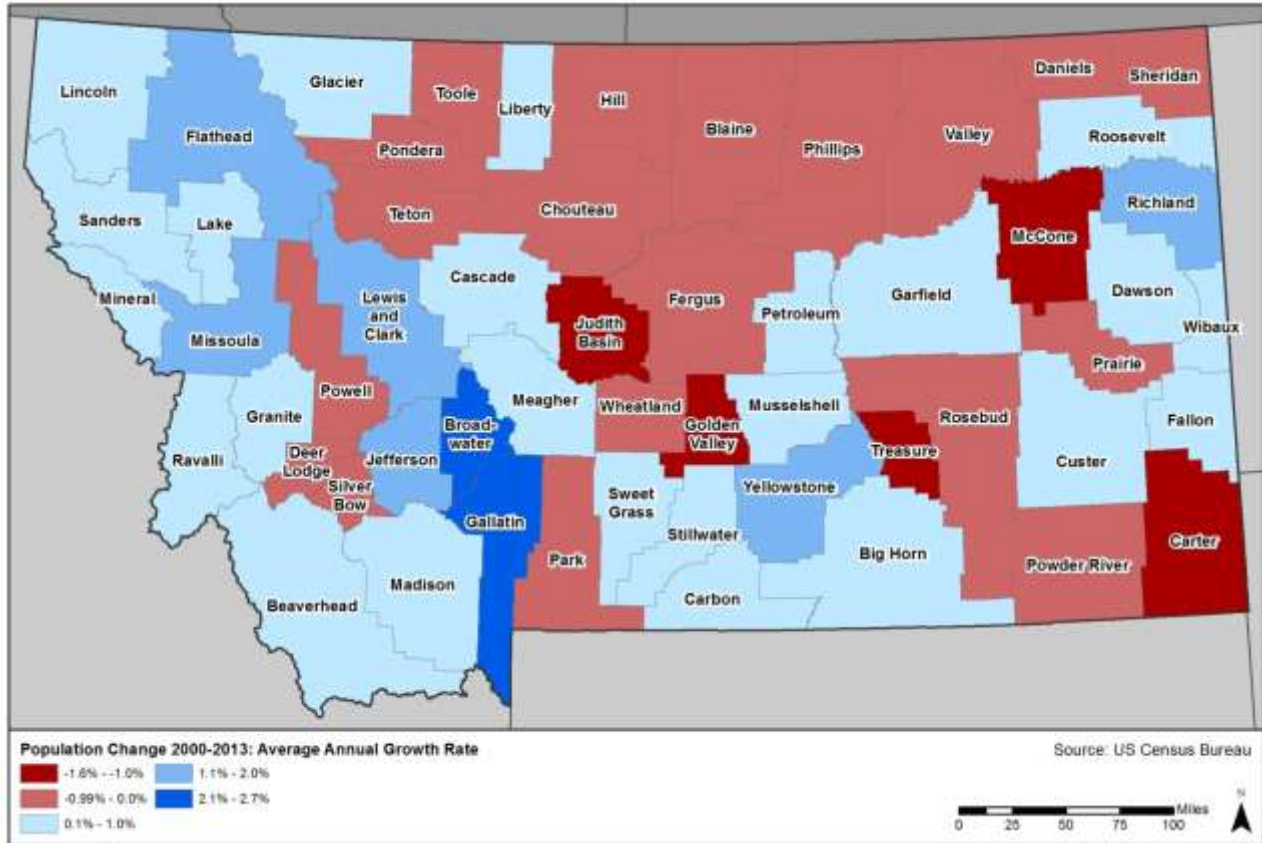 Lincoln
Flathead
Glacier
Toole
Liberty
Hill
Blaine
Phillips
Valley
Daniels
Sheridan
Roosevelt
Pondera
Teton
Chouteau
Richland
McCone
Sanders
Lake
Cascade
Lewis
and
Clark
Judith
Basin
Fergus
Petroleum
Garfield
Dawson
Wibaux
Mineral
Missoula
Prairie
Powell
Granite
Meagher
Wheatland
Golden
Valley
Musselshell
Treasure
Rosebud
Custer
Fallon
Broad-
water
Ravalli
Deer
Lodge
Silver
Bow
Jefferson
Gallatin
Sweet
Grass
Stillwater
Yellowstone
Big Horn
Carter
Powder River
Park
Carbon
Madison
Beaverhead
Population Change 2000-2013: Average Annual Growth Rate
Source: US Census Bureau
-1.6% - -1.0%
1.1% - 2.0%
-0.99% - 0.0%
2.1% - 2.7%
0.1% - 1.0%
N
Miles
0 12.5 25 50 75 100